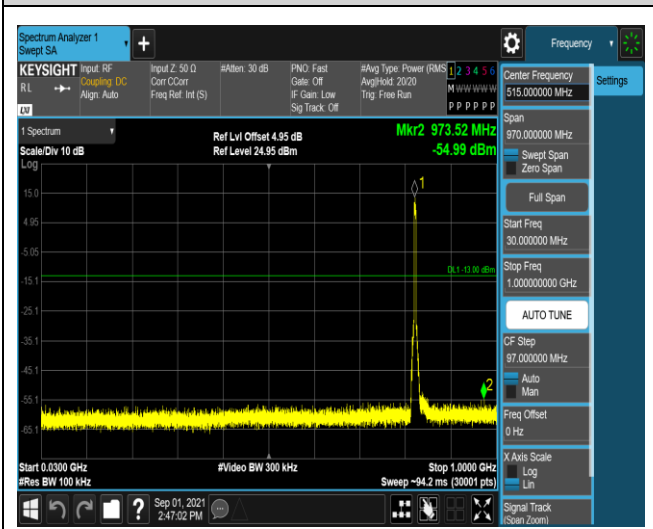 Spectrum Analyzer 1
Swept SA
+
Frequency
KEYSIGHT
RL
LXI
Input: RF
Coupling: DC
Align: Auto
Input Z: 50 Ω
Corr CCorr
Freq Ref: Int (S)
#Atten: 30 dB
PNO: Fast
Gate: Off
IF Gain: Low
Sig Track: Off
#Avg Type: Power (RMS
Avg|Hold: 20/20
Trig: Free Run
1 2 3 4 5 6
M W W W W W
P P P P P P
1 Spectrum
Scale/Div 10 dB
Ref Lvl Offset 4.95 dB
Ref Level 24.95 dBm
Mkr2 973.52 MHz
-54.99 dBm
Log
15.0
4.95
-5.05
-15.1
-25.1
-35.1
-45.1
-55.1
-65.1
1
DL1 -13.00 dBm
2
Start 0.0300 GHz
#Res BW 100 kHz
#Video BW 300 kHz
Stop 1.0000 GHz
Sweep ~94.2 ms (30001 pts)
Center Frequency
515.000000 MHz
Settings
Span
970.000000 MHz
Swept Span
Zero Span
Full Span
Start Freq
30.000000 MHz
Stop Freq
1.000000000 GHz
AUTO TUNE
CF Step
97.000000 MHz
Auto
Man
Freq Offset
0 Hz
X Axis Scale
Log
Lin
Signal Track
(Span Zoom)
?
Sep 01, 2021
2:47:02 PM